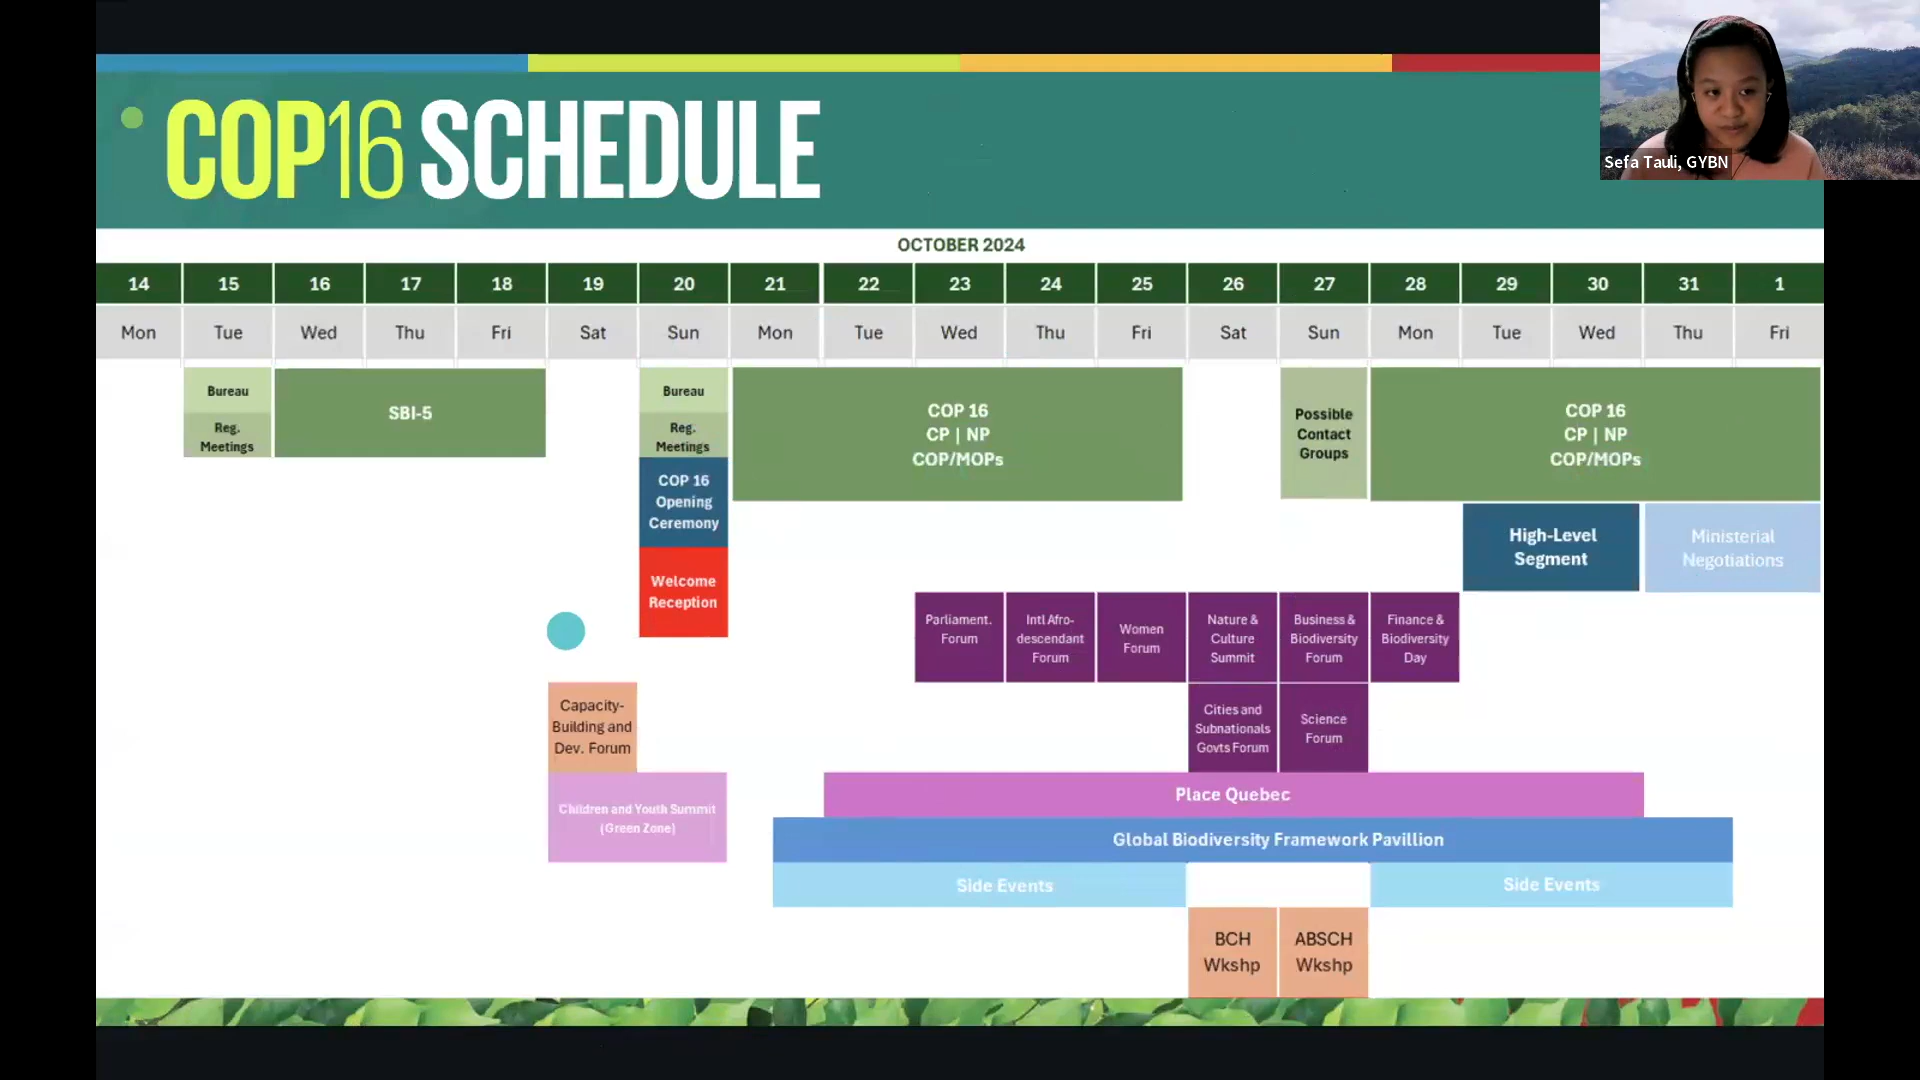 COP16 SCHEDULE
Sefa Tauli, GYBN
OCTOBER 2024
14 15 16 17 18 19 20 21 22 23 24 25 26 27 28 29 30 31 1
Mon Tue Wed Thu Fri Sat Sun Mon Tue Wed Thu Fri Sat Sun Mon Tue Wed Thu Fri
Bureau
Reg.
Meetings
SBI-5
Bureau
Reg.
Meetings
COP 16
Opening
Ceremony
Welcome
Reception
COP 16
CP | NP
COP/MOPs
Possible
Contact
Groups
COP 16
CP | NP
COP/MOPs
High-Level
Segment
Ministerial
Negotiations
Parliament.
Forum
Intl Afro-
descendant
Forum
Women
Forum
Nature &
Culture
Summit
Business &
Biodiversity
Forum
Finance &
Biodiversity
Day
Capacity-
Building and
Dev. Forum
Cities and
Subnationals
Govts Forum
Science
Forum
Children and Youth Summit
(Green Zone)
Place Quebec
Global Biodiversity Framework Pavillion
Side Events
Side Events
BCH
Wkshp
ABSCH
Wkshp